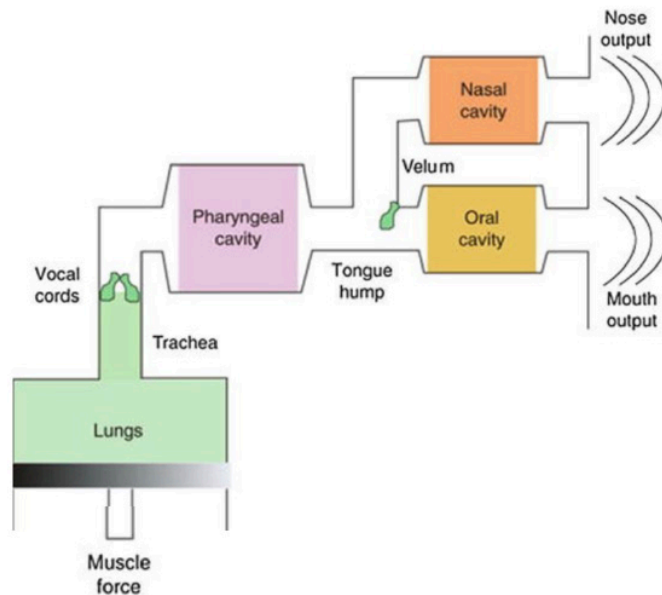 Nose
output
Nasal
cavity
Velum
Pharyngeal
cavity
Oral
cavity
Vocal
cords
Tongue
hump
Mouth
output
Trachea
Lungs
Muscle
force